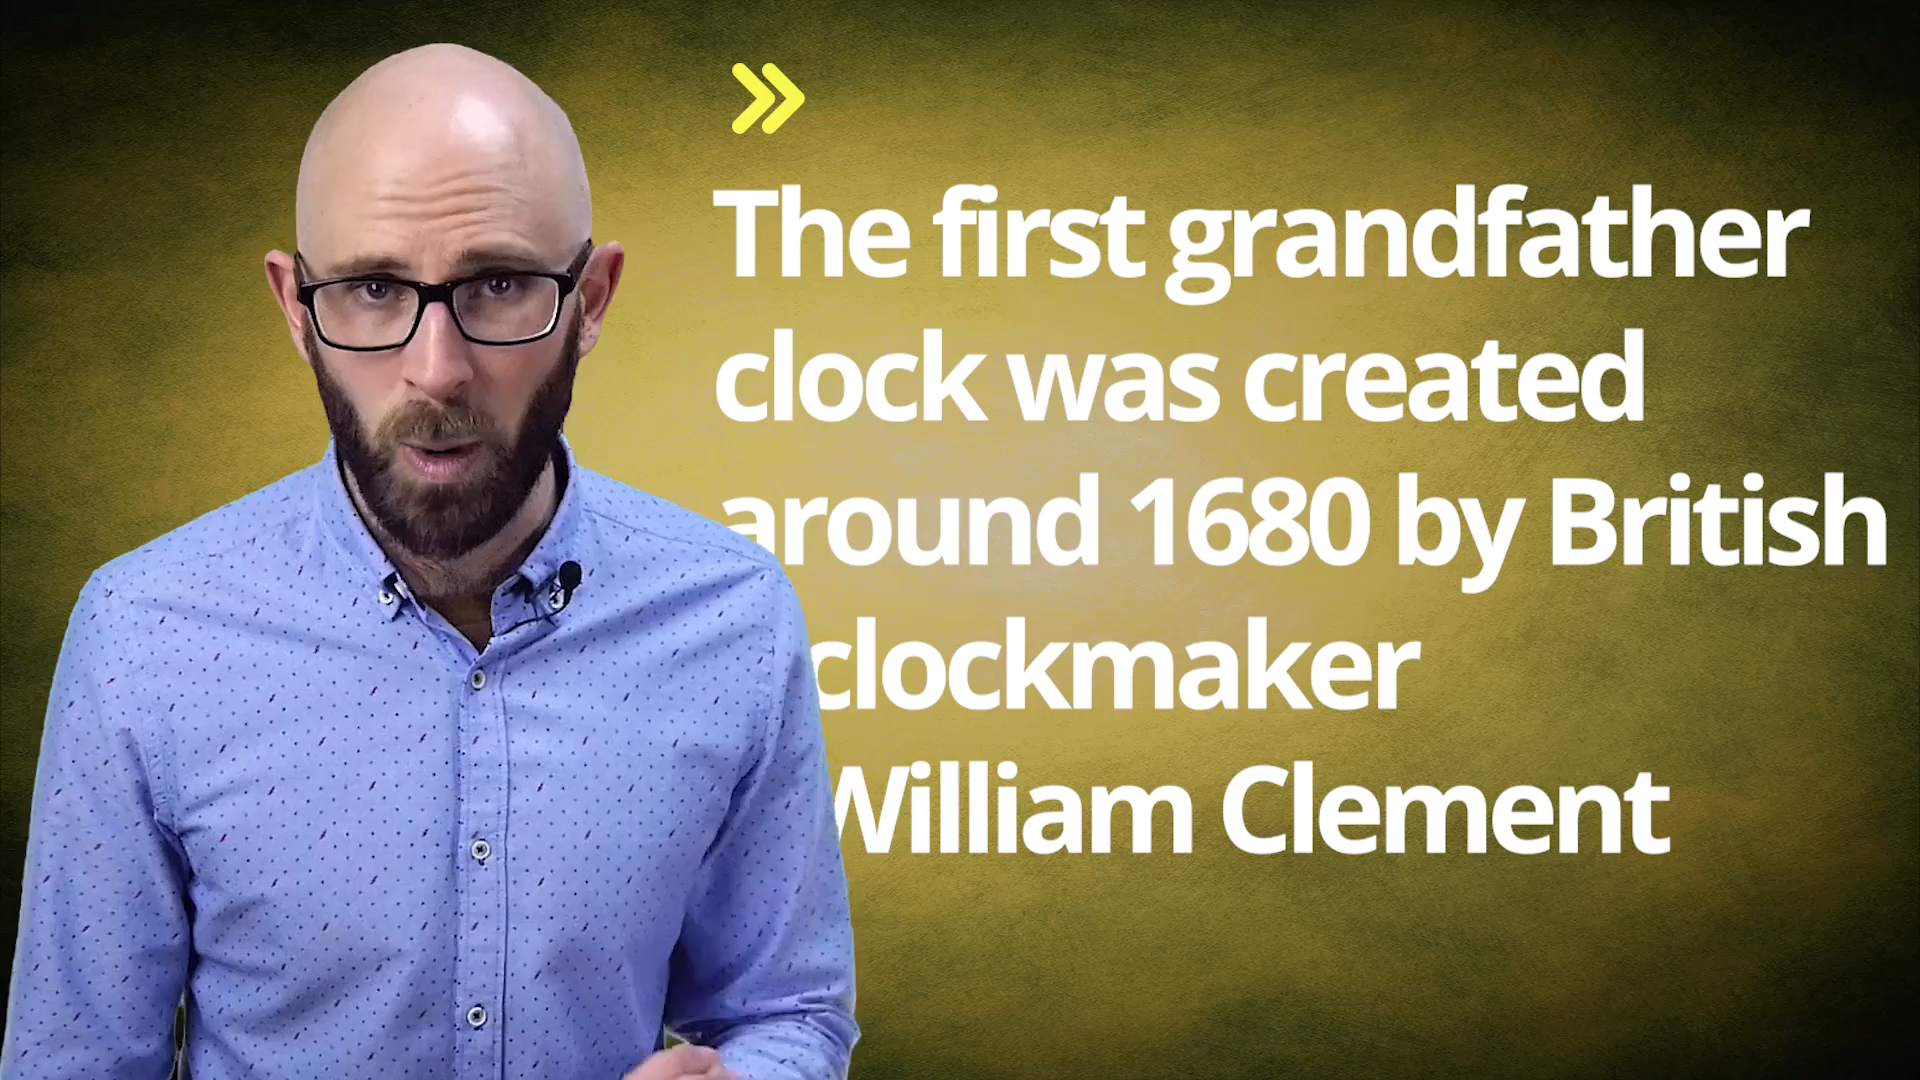 The first grandfather
clock was created
around 1680 by British
clockmaker
William Clement